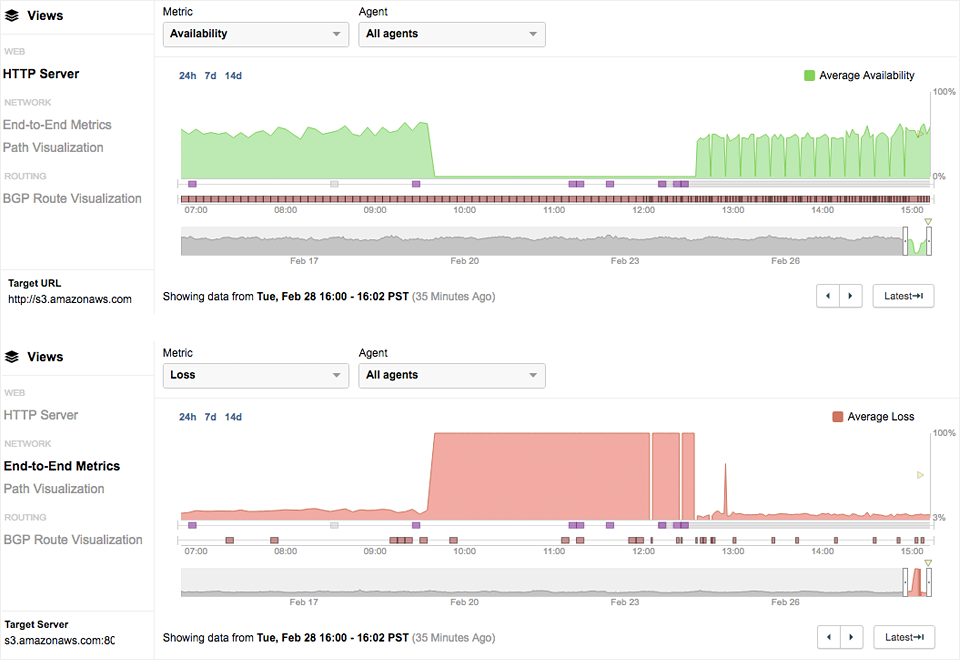 Views
WEB
HTTP Server
NETWORK
End-to-End Metrics
Path Visualization
ROUTING
BGP Route Visualization
Target URL
http://s3.amazonaws.com
Metric Agent
Availability All agents
24h 7d 14d Average Availability
100%
0%
07:00 08:00 09:00 10:00 11:00 12:00 13:00 14:00 15:00
Feb 17 Feb 20 Feb 23 Feb 26
Showing data from Tue, Feb 28 16:00 - 16:02 PST (35 Minutes Ago) Latest
Views
WEB
HTTP Server
NETWORK
End-to-End Metrics
Path Visualization
ROUTING
BGP Route Visualization
Target Server
s3.amazonaws.com:80
Metric Agent
Loss All agents
24h 7d 14d Average Loss
100%
3%
07:00 08:00 09:00 10:00 11:00 12:00 13:00 14:00 15:00
Feb 17 Feb 20 Feb 23 Feb 26
Showing data from Tue, Feb 28 16:00 - 16:02 PST (35 Minutes Ago) Latest